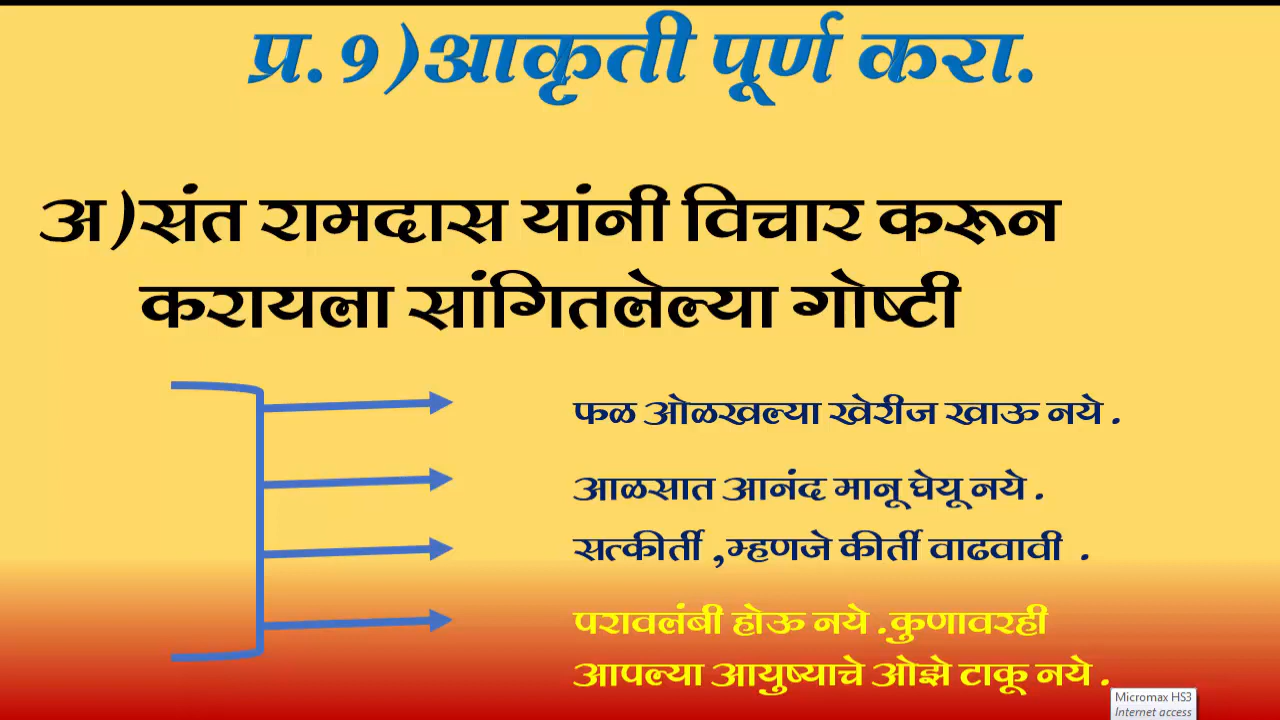 प्र.१)आकृती पूर्ण करा.
अ)संत रामदास यांनी विचार करून
करायला सांगितलेल्या गोष्टी
फळ ओळखल्या खेरीज खाऊ नये .
आळसात आनंद मानू घेयू नये .
सत्कीर्ती ,म्हणजे कीर्ती वाढवावी .
परावलंबी होऊ नये .कुणावरही
आपल्या आयुष्याचे ओझे टाकू नये .
Micromax HS3
Internet access